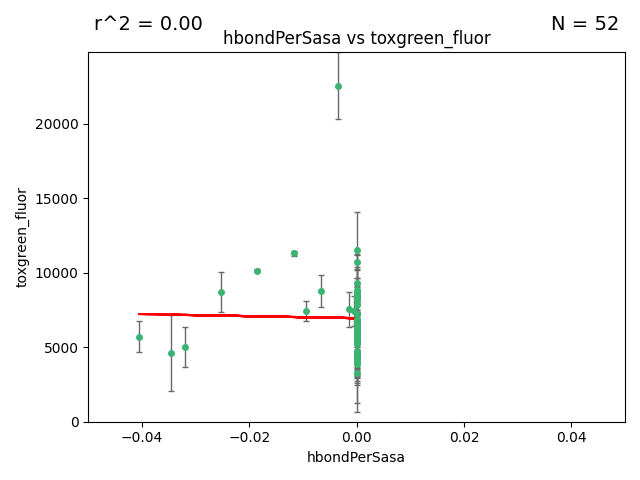 r^2 = 0.00
N = 52
hbondPerSasa vs toxgreen_fluor
toxgreen_fluor
20000
15000
10000
5000
0
−0.04
−0.02
0.00
0.02
0.04
hbondPerSasa